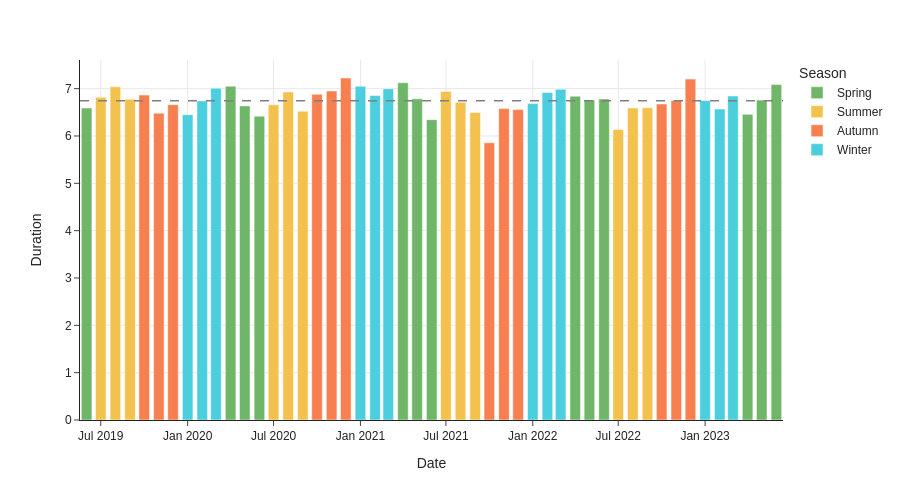 Season
Spring
Summer
Autumn
Winter
Duration
7
6
5
4
3
2
1
0
Jul 2019
Jan 2020
Jul 2020
Jan 2021
Jul 2021
Jan 2022
Jul 2022
Jan 2023
Date